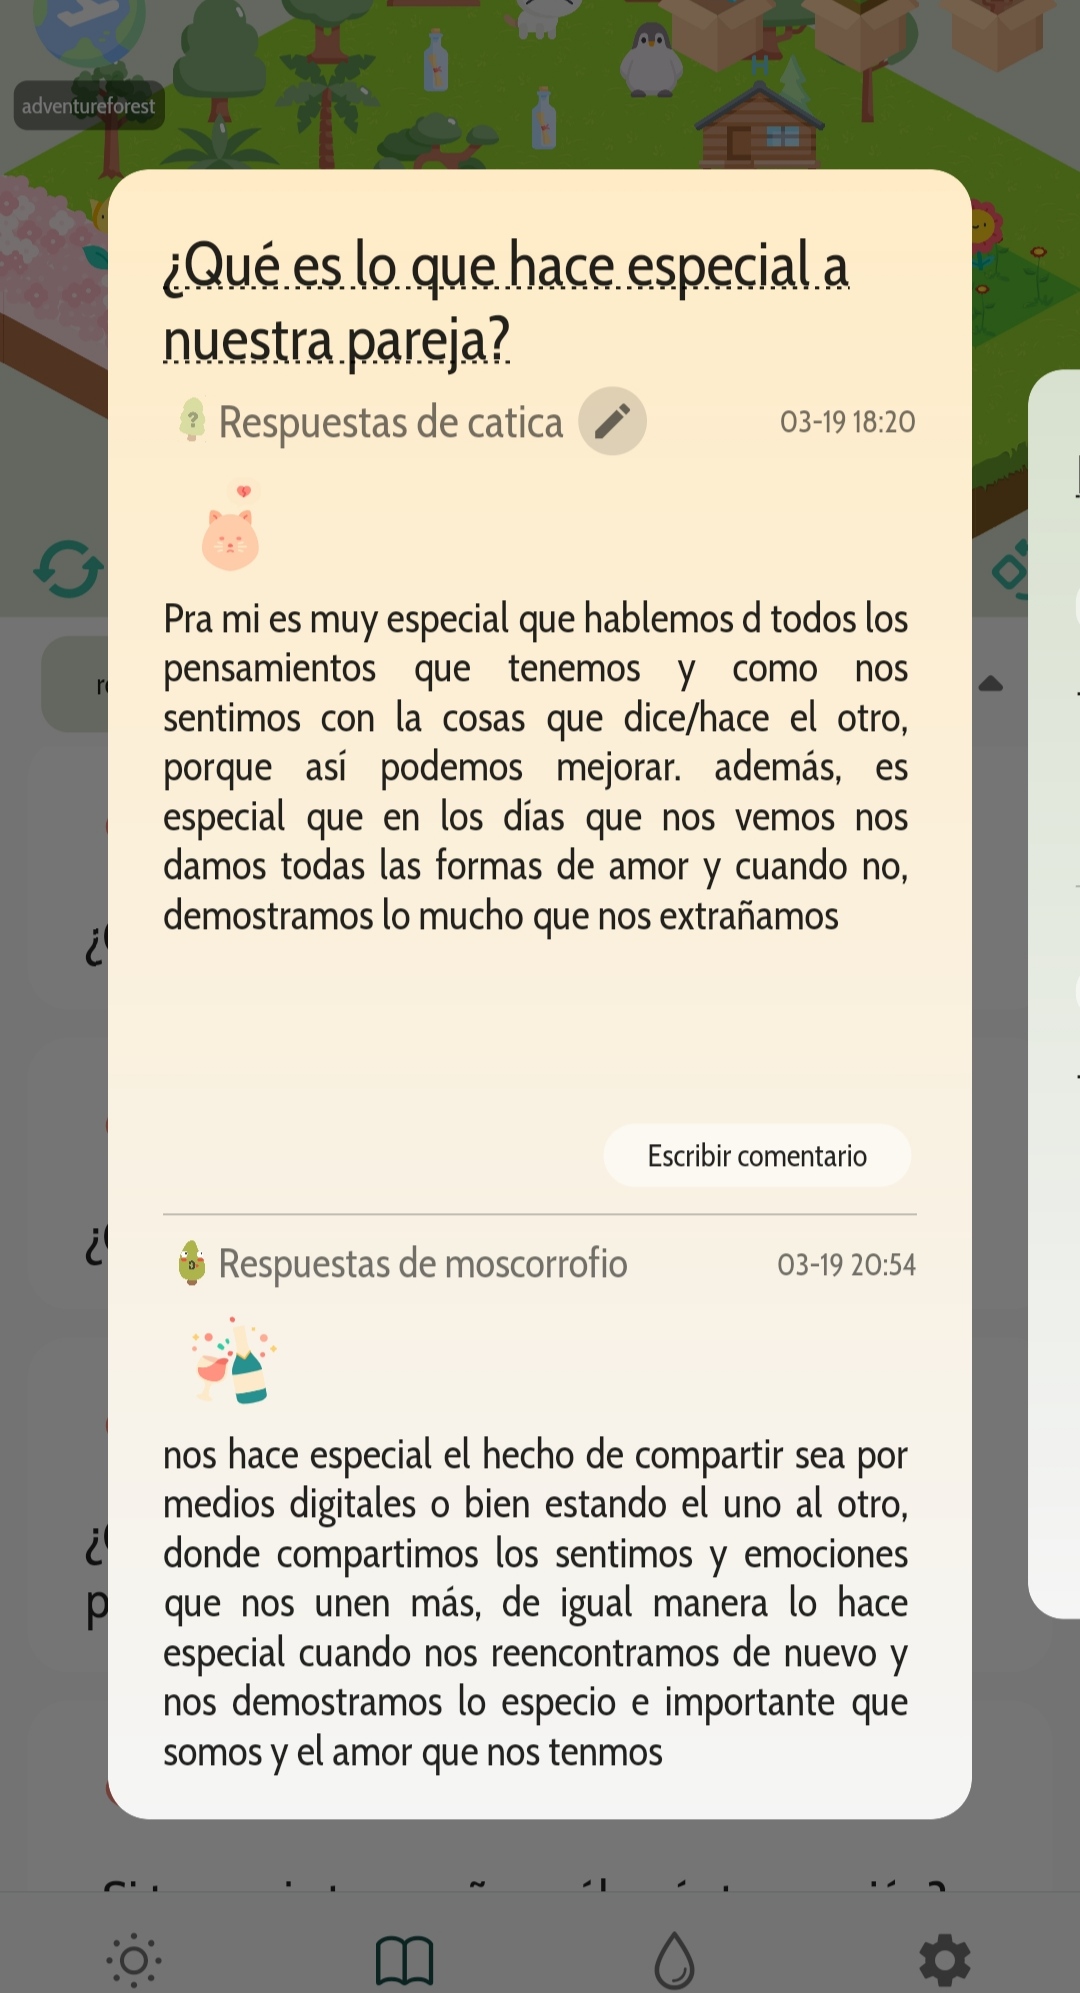 adventureforest
¿Qué es lo que hace especial a
nuestra pareja?
Respuestas de catica
03-19 18:20
Pra mi es muy especial que hablemos d todos los
pensamientos que tenemos y como nos
sentimos con la cosas que dice/hace el otro,
porque así podemos mejorar. además, es
especial que en los días que nos vemos nos
damos todas las formas de amor y cuando no,
demostramos lo mucho que nos extrañamos
Escribir comentario
Respuestas de moscorrofio
03-19 20:54
nos hace especial el hecho de compartir sea por
medios digitales o bien estando el uno al otro,
donde compartimos los sentimos y emociones
que nos unen más, de igual manera lo hace
especial cuando nos reencontramos de nuevo y
nos demostramos lo especio e importante que
somos y el amor que nos tenmos